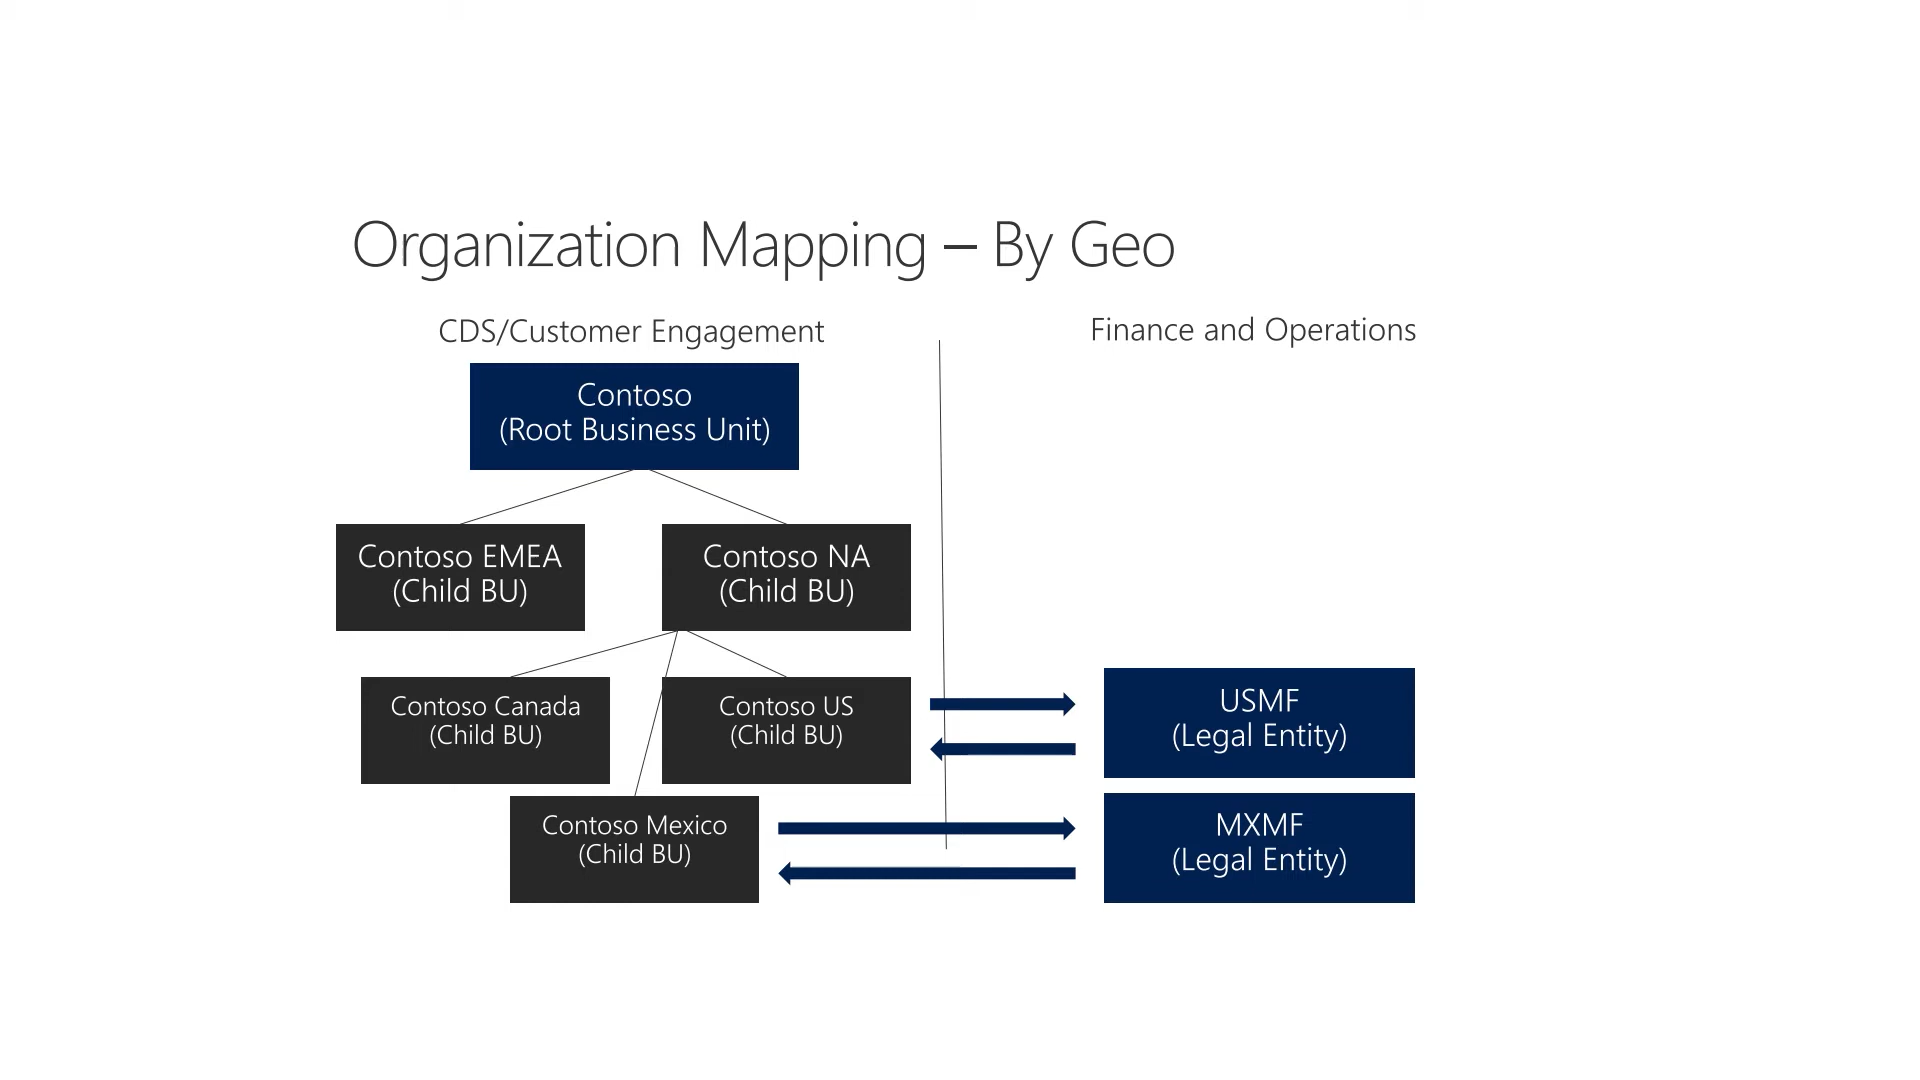 Organization Mapping – By Geo
CDS/Customer Engagement
Finance and Operations
Contoso
(Root Business Unit)
Contoso EMEA
(Child BU)
Contoso NA
(Child BU)
Contoso Canada
(Child BU)
Contoso US
(Child BU)
USMF
(Legal Entity)
Contoso Mexico
(Child BU)
MXMF
(Legal Entity)